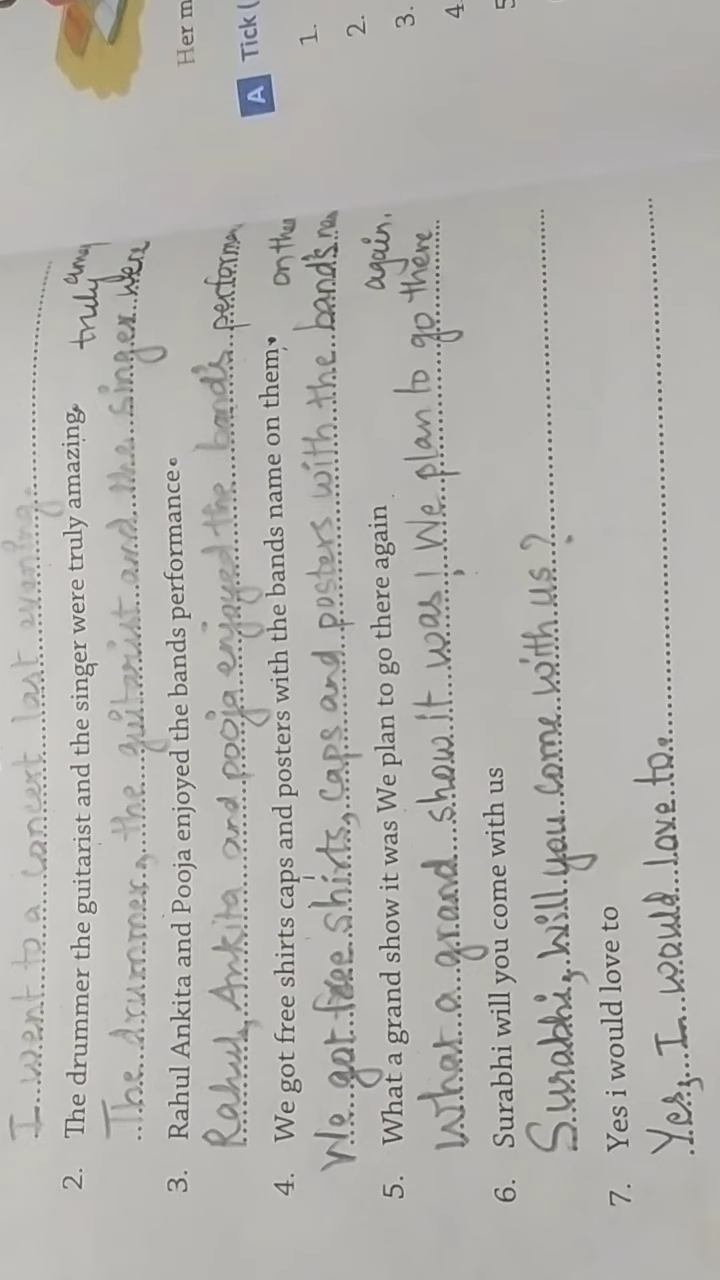 I went to a concert last evening.
2. The drummer the guitarist and the singer were truly amazing.
truly
The drummer, the guitarist and the singer were
3. Rahul Ankita and Pooja enjoyed the bands performance.
Rahul, Ankita and pooja enjoyed the band's
4. We got free shirts caps and posters with the bands name on them.
on
We got free shirts, caps and posters with the band's
5. What a grand show it was We plan to go there again
again.
What a grand show it was! We plan to go there
6. Surabhi will you come with us
Surabhi, will you come with us?
7. Yes i would love to
Yes, I would love to.
Her m
A Tick (
1.
2.
3.
4.
5